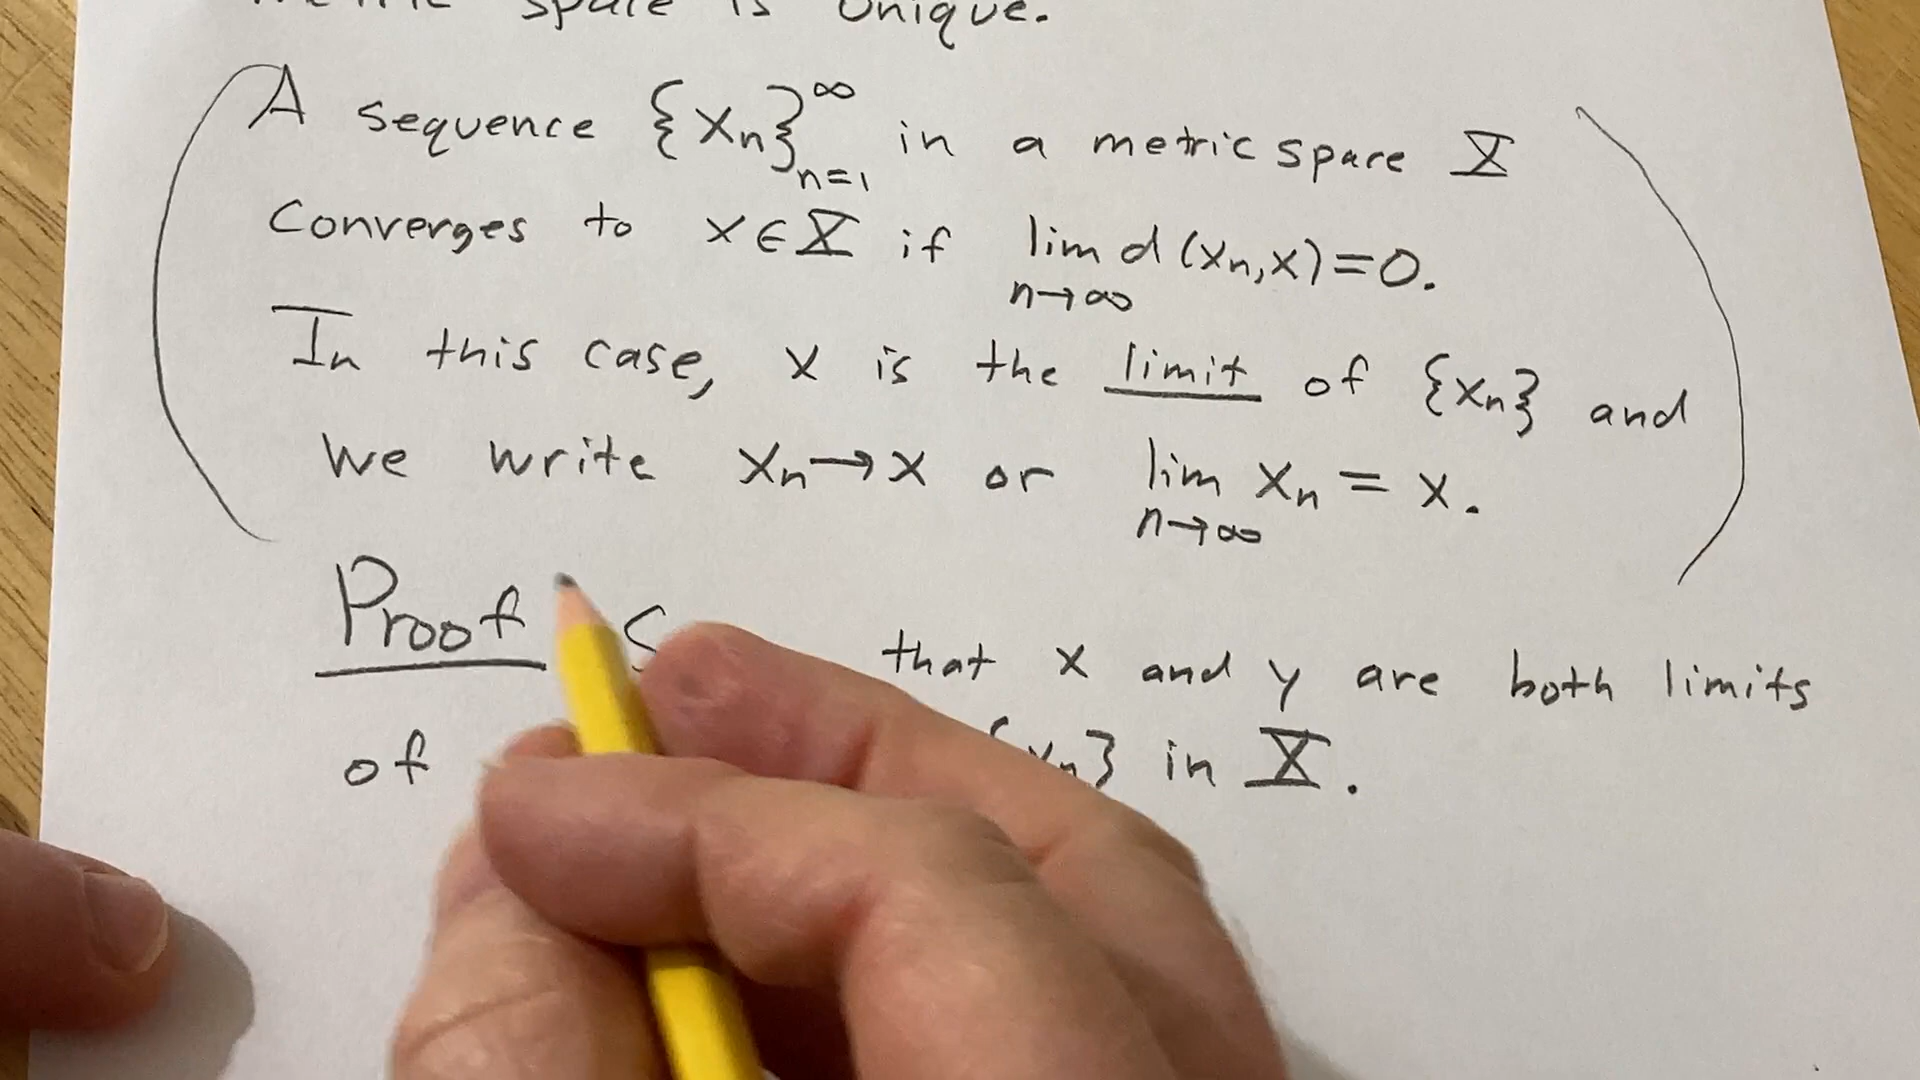 metric space is unique.
A sequence {xn}∞n=1 in a metric space X
converges to x∈X if lim n→∞ d(xn,x)=0.
In this case, x is the limit of {xn} and
we write xn→x or lim n→∞ xn = x.
Proof that x and y are both limits
of {xn} in X.